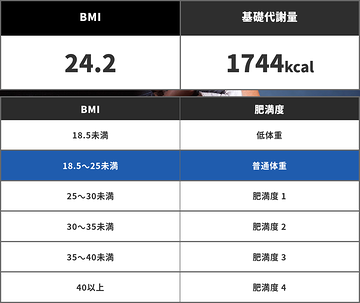 BMI 基礎代謝量
24.2 1744kcal
BMI 肥満度
18.5未満 低体重
18.5～25未満 普通体重
25～30未満 肥満度 1
30～35未満 肥満度 2
35～40未満 肥満度 3
40以上 肥満度 4